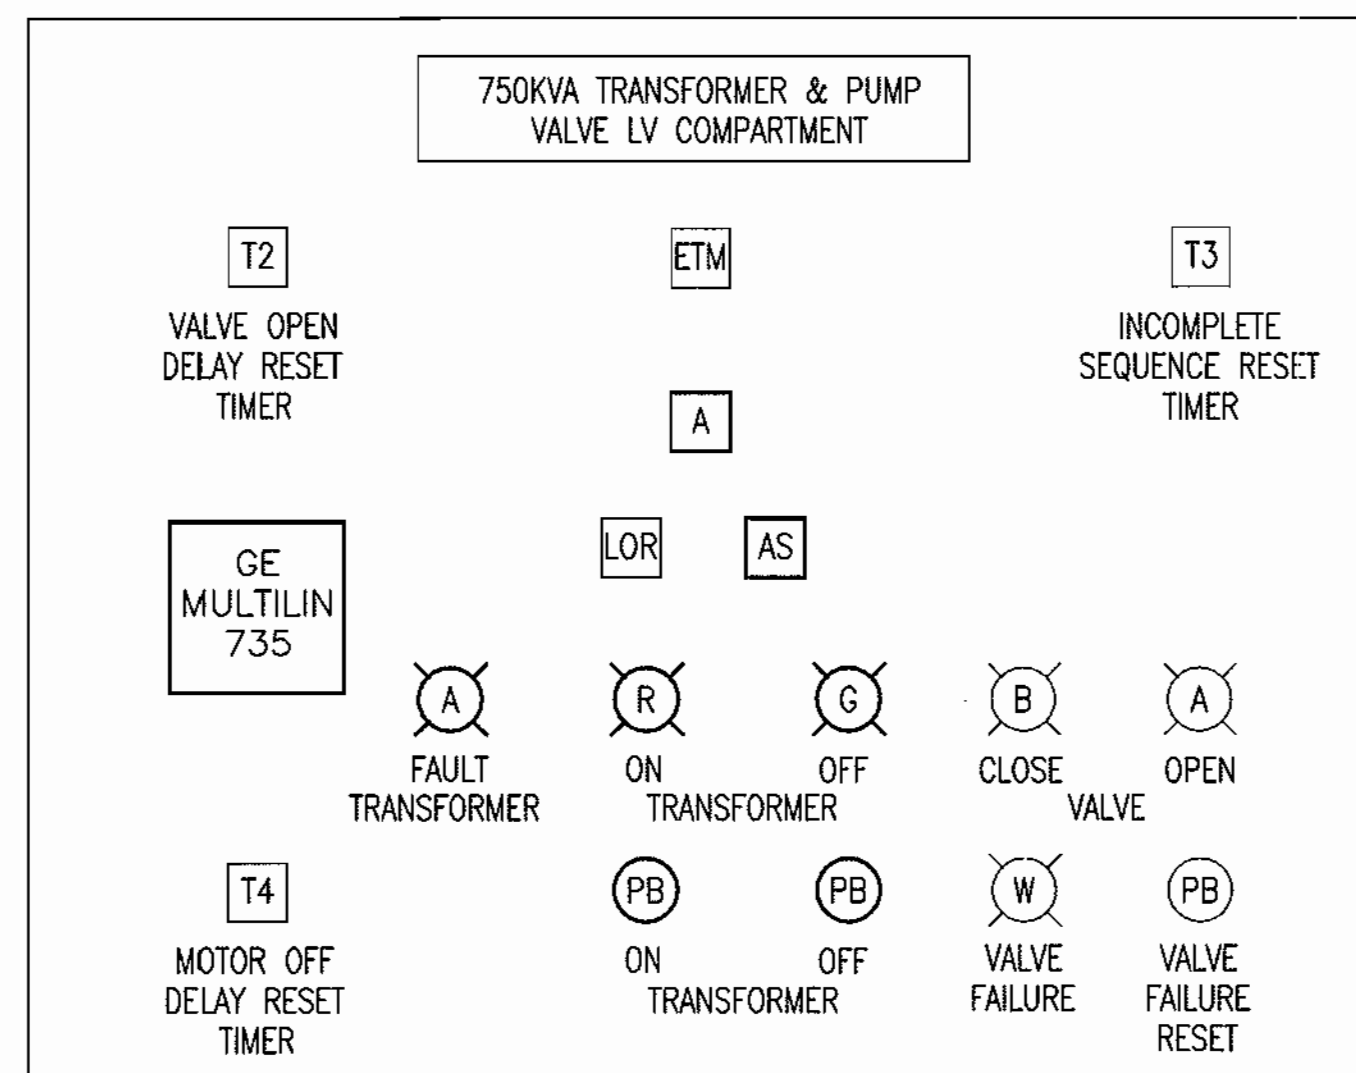 750KVA TRANSFORMER & PUMP
VALVE LV COMPARTMENT
T2
ETM
T3
VALVE OPEN
DELAY RESET
TIMER
INCOMPLETE
SEQUENCE RESET
TIMER
A
LOR
AS
GE
MULTILIN
735
A
R
G
B
A
FAULT
TRANSFORMER
ON
OFF
TRANSFORMER
CLOSE
OPEN
VALVE
T4
PB
PB
W
PB
MOTOR OFF
DELAY RESET
TIMER
ON
OFF
TRANSFORMER
VALVE
FAILURE
VALVE
FAILURE
RESET